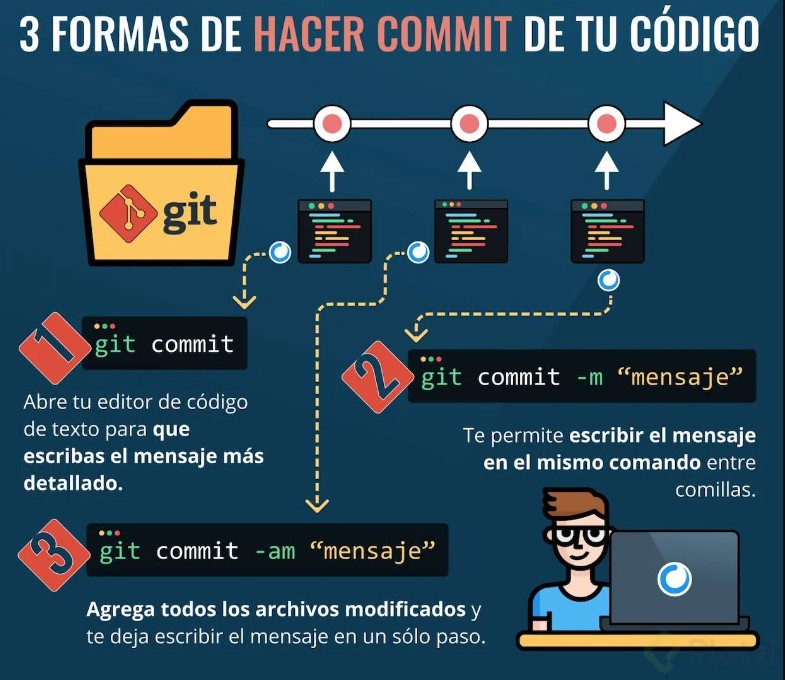 3 FORMAS DE HACER COMMIT DE TU CÓDIGO
git
1
git commit
Abre tu editor de código
de texto para que
escribas el mensaje más
detallado.
2
git commit -m “mensaje”
Te permite escribir el mensaje
en el mismo comando entre
comillas.
3
git commit -am “mensaje”
Agrega todos los archivos modificados y
te deja escribir el mensaje en un sólo paso.